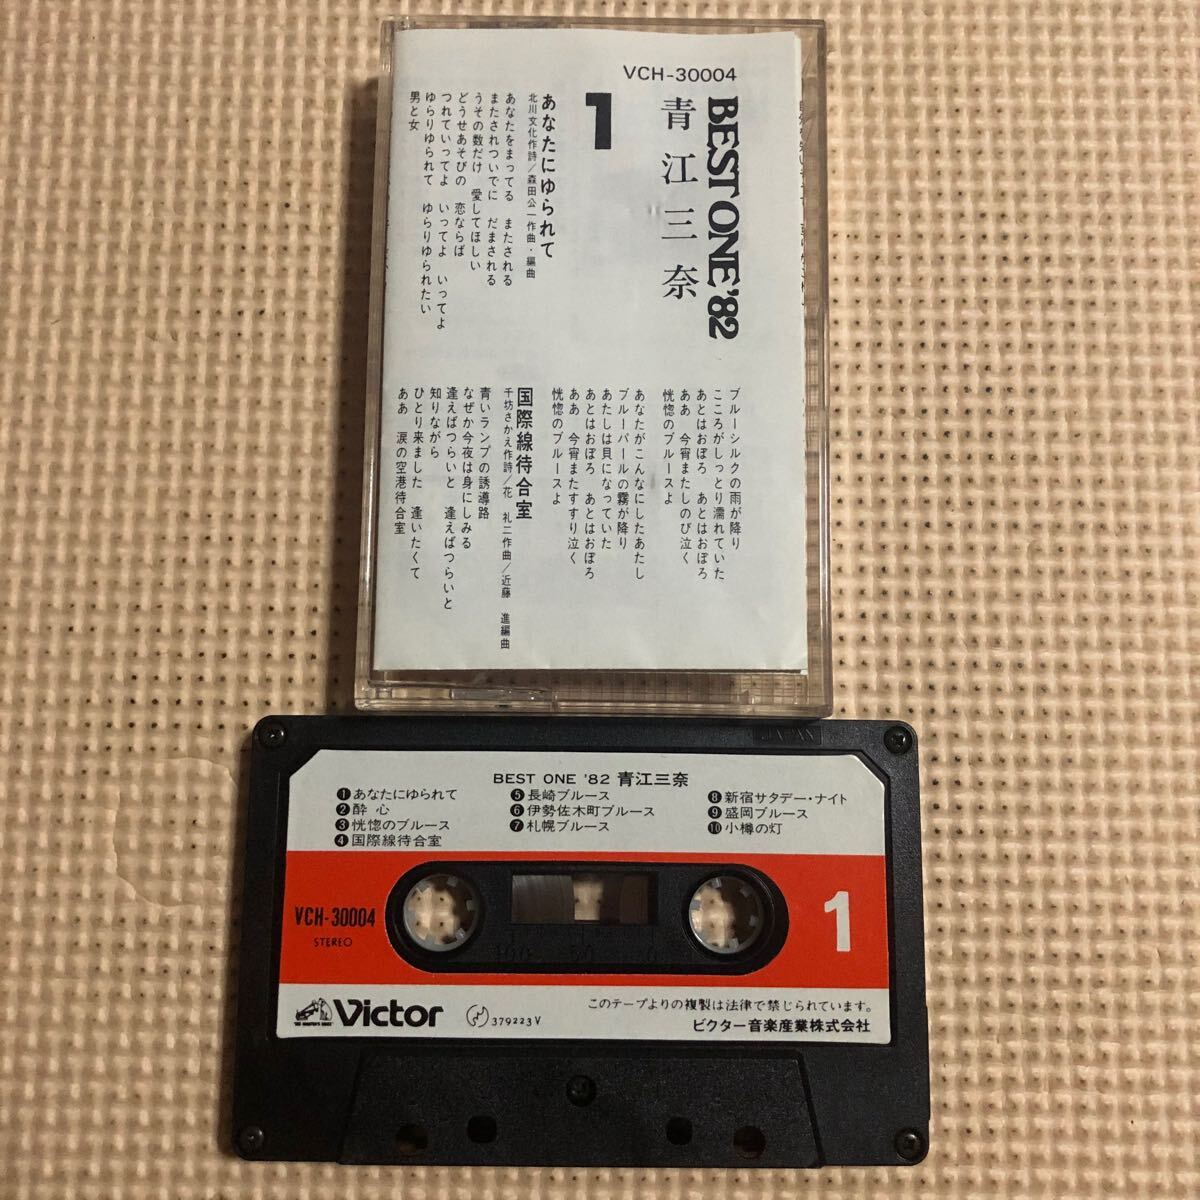 VCH-30004
BEST ONE '82
青江三奈
1
あなたにゆられて
北川文化作詩/森田公一作曲・編曲
あなたをまってる またされる
またされついでに だまされる
うその数だけ 愛してほしい
どうせあそびの 恋ならば
つれていってよ いってよ いってよ
ゆらりゆられて ゆらりゆられたい
男と女
ブルーシルクの雨が降り
こころがしっとり濡れていた
あとはおぼろ あとはおぼろ
ああ 今宵またしのび泣く
恍惚のブルースよ
あなたがこんなにしたあたし
ブルーパールの霧が降り
あたしは貝になっていた
あとはおぼろ あとはおぼろ
ああ 今宵またすすり泣く
恍惚のブルースよ
国際線待合室
千坊さかえ作詩/花 礼二作曲/近藤 進編曲
青いランプの誘導路
なぜか今夜は身にしみる
逢えばつらいと 逢えばつらいと
知りながら
ひとり来ました 逢いたくて
ああ 涙の空港待合室
JAPAN
BEST ONE '82 青江三奈
❶あなたにゆられて
❷酔 心
❸恍惚のブルース
❹国際線待合室
❺長崎ブルース
❻伊勢佐木町ブルース
❼札幌ブルース
❽新宿サタデー・ナイト
❾盛岡ブルース
❿小樽の灯
VCH-30004
STEREO
1
100 50 0
"HIS MASTER'S VOICE"
Victor
379223V
このテープよりの複製は法律で禁じられています。
ビクター音楽産業株式会社